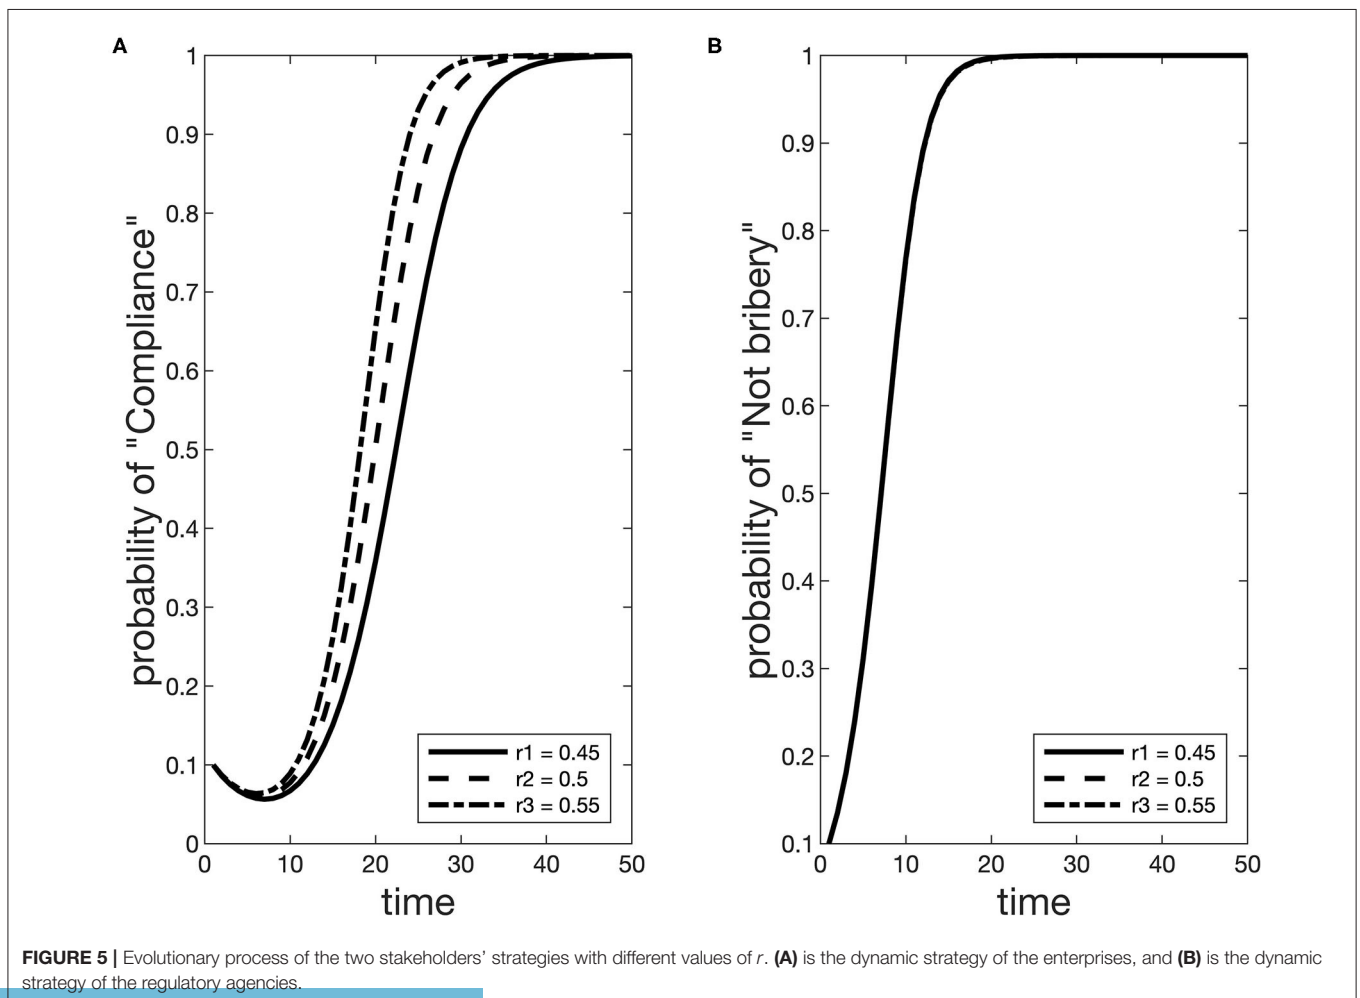 A
1
0.9
0.8
0.7
0.6
0.5
0.4
0.3
0.2
0.1
0
probability of "Compliance"
0 10 20 30 40 50
time
r1 = 0.45
r2 = 0.5
r3 = 0.55
B
1
0.9
0.8
0.7
0.6
0.5
0.4
0.3
0.2
0.1
probability of "Not bribery"
0 10 20 30 40 50
time
r1 = 0.45
r2 = 0.5
r3 = 0.55
FIGURE 5 | Evolutionary process of the two stakeholders' strategies with different values of r. (A) is the dynamic strategy of the enterprises, and (B) is the dynamic
strategy of the regulatory agencies.